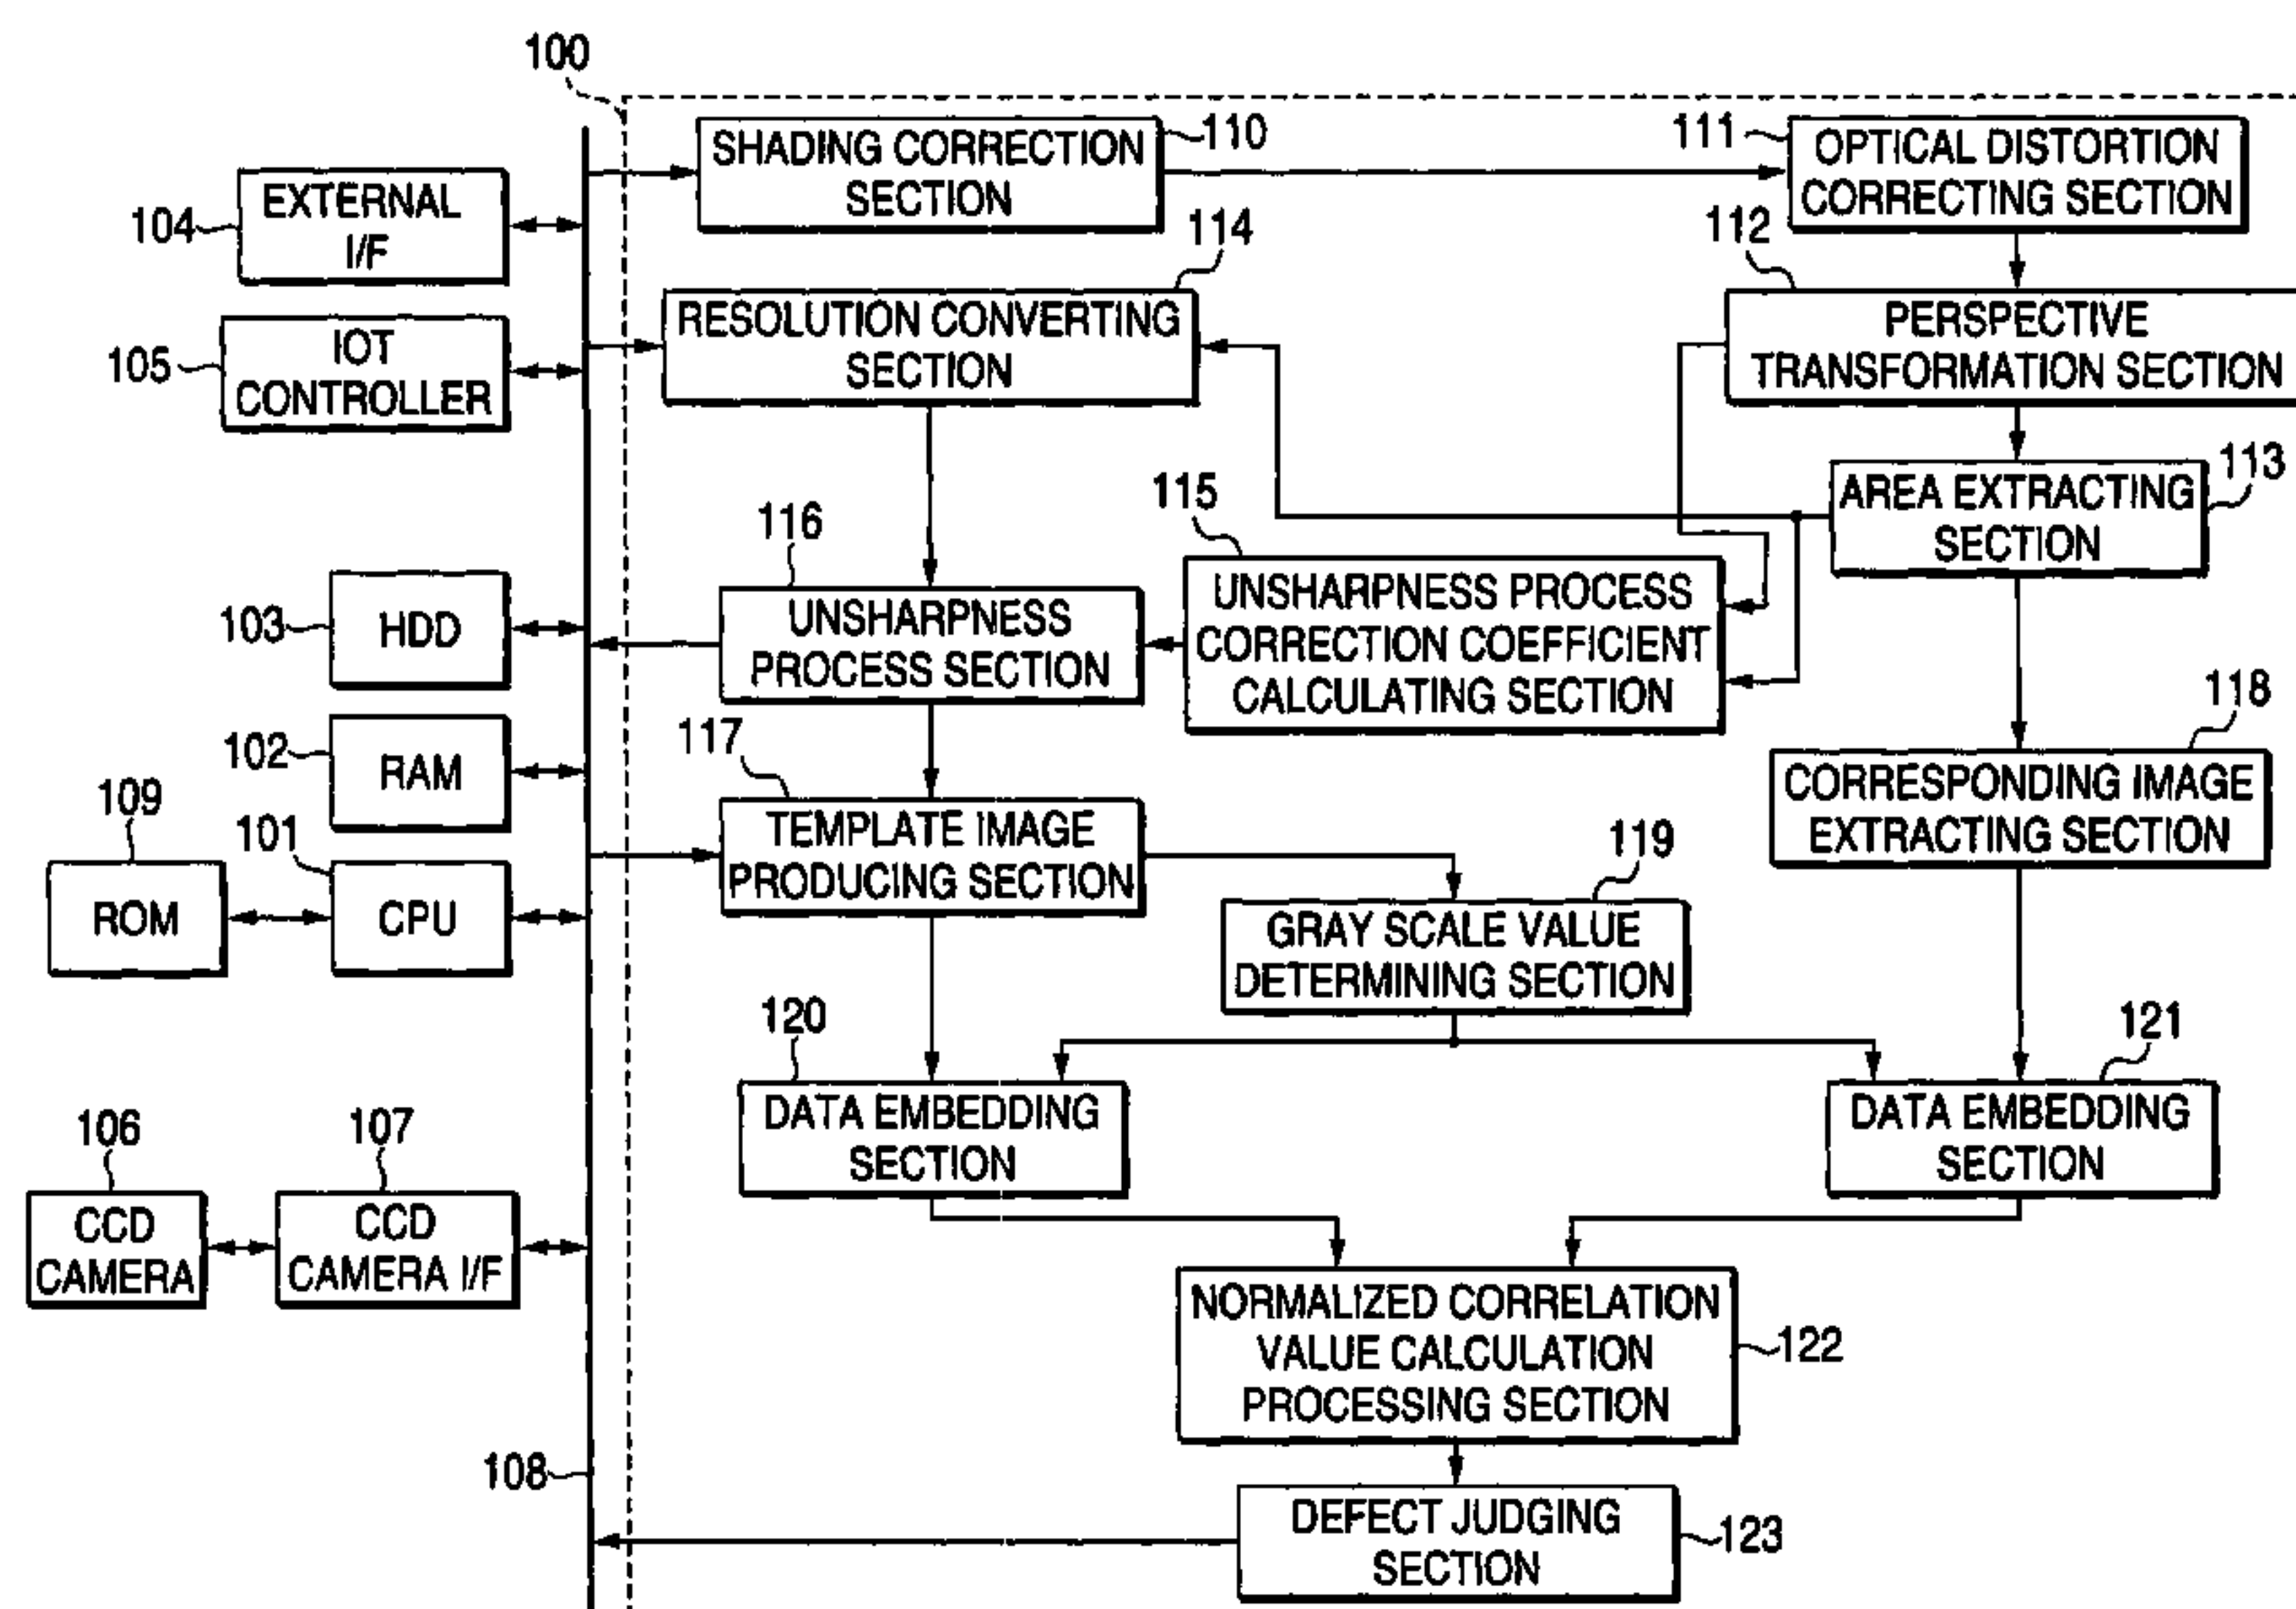 100
SHADING CORRECTION
SECTION
110
111
OPTICAL DISTORTION
CORRECTING SECTION
104
EXTERNAL
I/F
114
RESOLUTION CONVERTING
SECTION
112
PERSPECTIVE
TRANSFORMATION SECTION
105
IOT
CONTROLLER
113
AREA EXTRACTING
SECTION
116
UNSHARPNESS
PROCESS SECTION
115
UNSHARPNESS PROCESS
CORRECTION COEFFICIENT
CALCULATING SECTION
103
HDD
118
CORRESPONDING IMAGE
EXTRACTING SECTION
102
RAM
117
TEMPLATE IMAGE
PRODUCING SECTION
109
ROM
101
CPU
119
GRAY SCALE VALUE
DETERMINING SECTION
120
DATA EMBEDDING
SECTION
121
DATA EMBEDDING
SECTION
106
CCD
CAMERA
107
CCD
CAMERA I/F
NORMALIZED CORRELATION
VALUE CALCULATION
PROCESSING SECTION
122
108
DEFECT JUDGING
SECTION
123